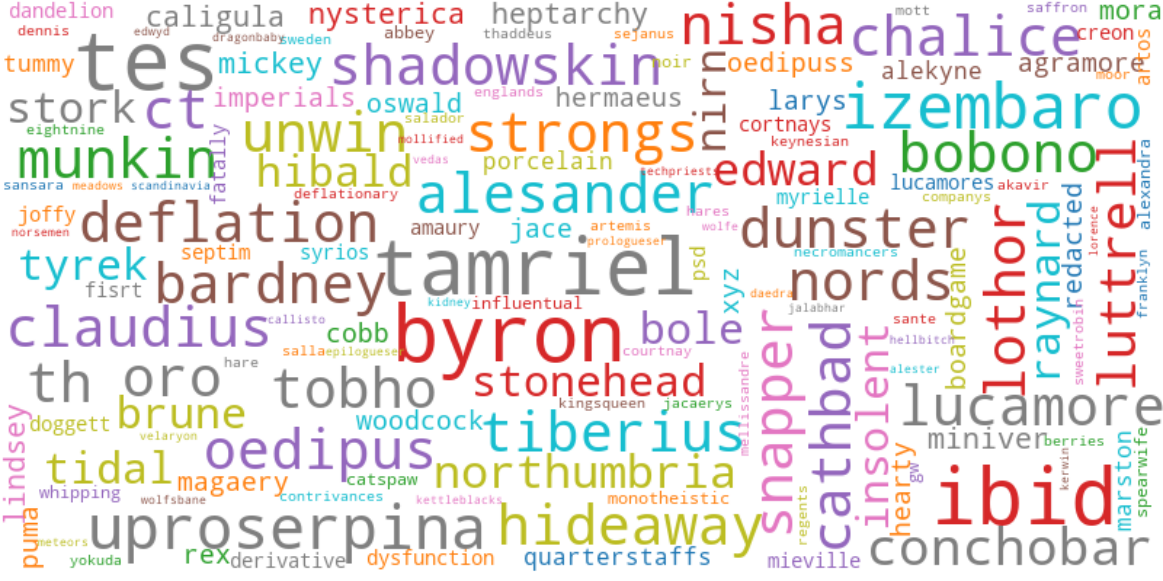 dandelion
caligula
nysterica
heptarchy
nisha
chalice
mott
saffron
mora
dennis
edwyd
dragonbaby
sweden
abbey
thaddeus
sejanus
creon
tes
tummy
mickey
shadowskin
noir
oedipuss
alekyne
agramore
antos
moor
stork
ct
imperials
oswald
englands
hermaeus
nirn
larys
izembaro
eightnine
unwin
salador
strongs
cortnays
keynesian
mollified
munkin
fatally
hibald
vedas
porcelain
techpriests
edward
bobono
luttrell
alexandra
sansara
meadows
scandinavia
deflationary
alesander
myrielle
lucamores
akavir
companys
joffy
norsemen
deflation
amaury
jace
artemis
hares
wolfe
prologueser
dunster
lothor
raynard
redacted
lorence
franklyn
tyrek
septim
syrios
tamriel
psd
xyz
necromancers
fisrt
bardney
daedra
nords
jalabhar
boardgame
kidney
influentual
claudius
callisto
cobb
byron
bole
sante
hellbitch
sweetrobin
salla
epilogueser
courtnay
snapper
cathbad
insolent
alester
th
oro
hare
tobho
stonehead
mellissandre
lucamore
kingsqueen
jacaerys
lindsey
doggett
brune
velaryon
woodcock
tiberius
miniver
berries
oedipus
tidal
magaery
catspaw
northumbria
hearty
gw
ibid
kerwin
marston
spearwife
whipping
wolfsbane
contrivances
kettleblacks
monotheistic
regents
puma
meteors
uproserpina
hideaway
conchobar
yokuda
rex
derivative
dysfunction
quarterstaffs
mieville